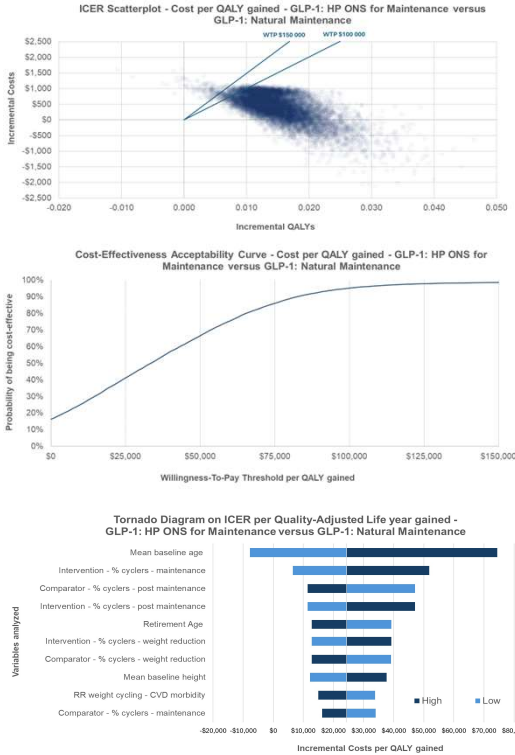 ICER Scatterplot - Cost per QALY gained - GLP-1: HP ONS for Maintenance versus
GLP-1: Natural Maintenance
WTP $150 000
WTP $100 000
$2,500
$2,000
$1,500
$1,000
$500
$0
-$500
-$1,000
-$1,500
-$2,000
-$2,500
Incremental Costs
-0.020
-0.010
0.000
0.010
0.020
0.030
0.040
0.050
Incremental QALYs
Cost-Effectiveness Acceptability Curve - Cost per QALY gained - GLP-1: HP ONS for
Maintenance versus GLP-1: Natural Maintenance
100%
90%
80%
70%
60%
50%
40%
30%
20%
10%
0%
Probability of being cost-effective
$0
$25,000
$50,000
$75,000
$100,000
$125,000
$150,000
Willingness-To-Pay Threshold per QALY gained
Tornado Diagram on ICER per Quality-Adjusted Life year gained -
GLP-1: HP ONS for Maintenance versus GLP-1: Natural Maintenance
Variables analyzed
Mean baseline age
Intervention - % cyclers - maintenance
Comparator - % cyclers - post maintenance
Intervention - % cyclers - post maintenance
Retirement Age
Intervention - % cyclers - weight reduction
Comparator - % cyclers - weight reduction
Mean baseline height
RR weight cycling - CVD morbidity
Comparator - % cyclers - maintenance
High
Low
-$20,000
-$10,000
$0
$10,000
$20,000
$30,000
$40,000
$50,000
$60,000
$70,000
$80,
Incremental Costs per QALY gained